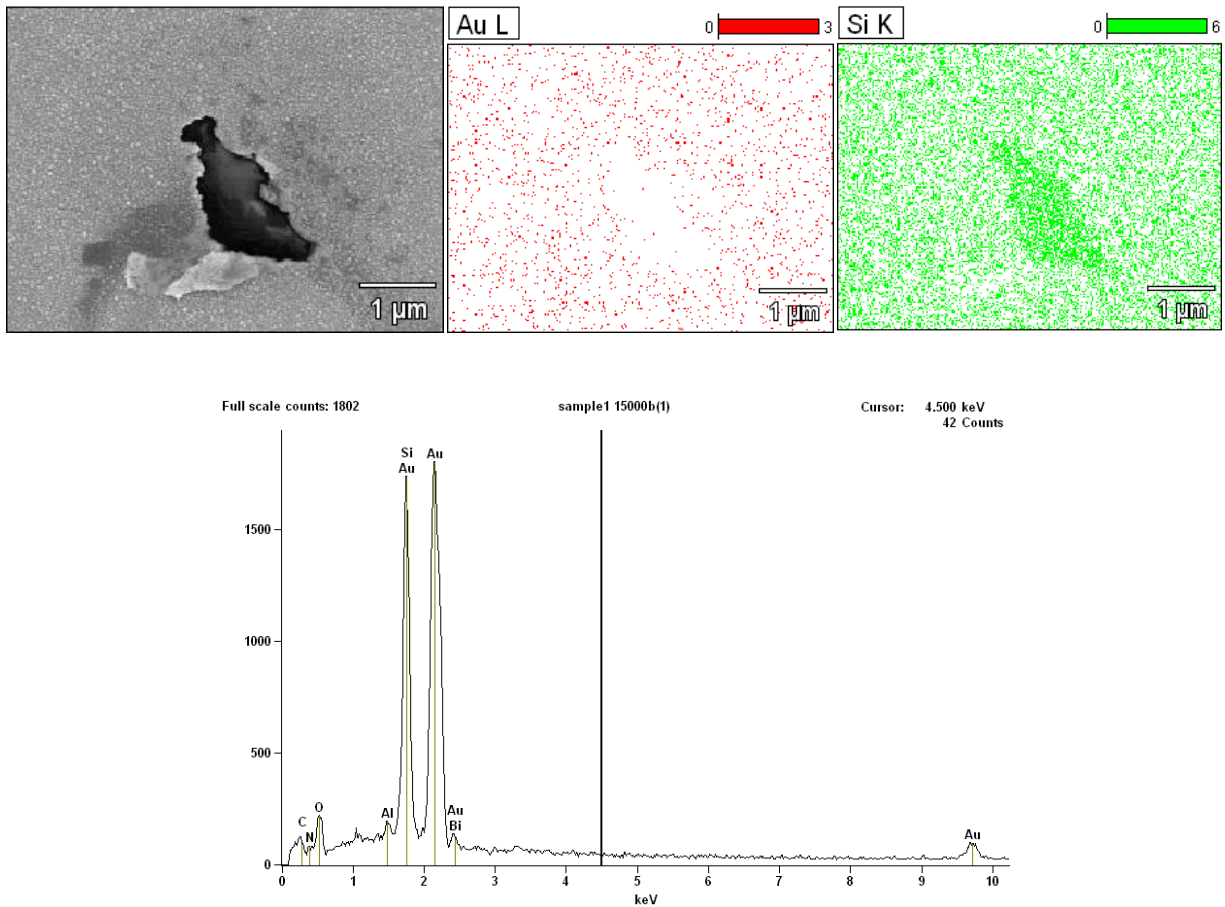 Au L
0 3
Si K
0 6
1 µm
1 µm
1 µm
Full scale counts: 1802
sample1 15000b(1)
Cursor: 4.500 keV
42 Counts
Si
Au
Au
1500
1000
500
0
C
N
O
Al
Au
Bi
Au
0 1 2 3 4 5 6 7 8 9 10
keV